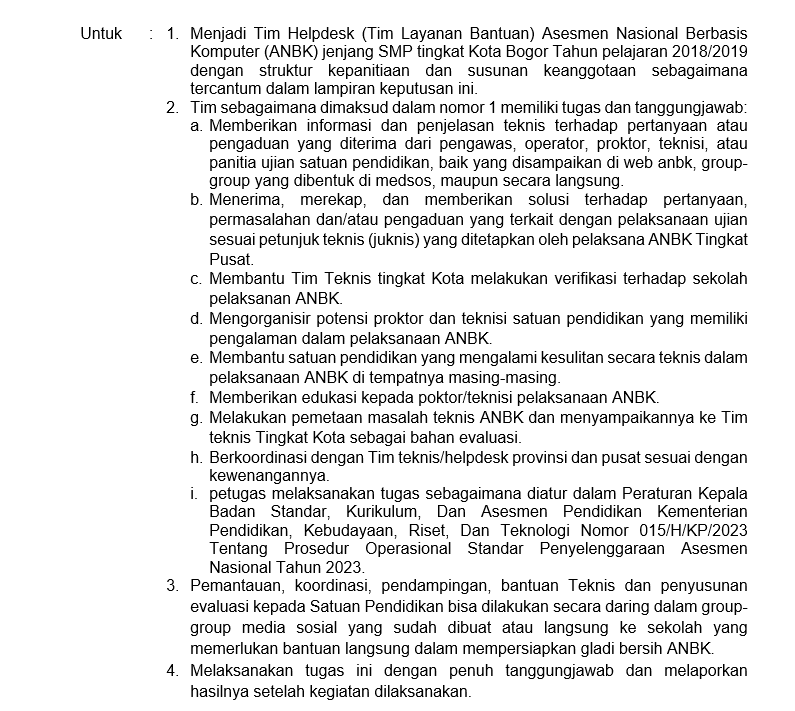 Untuk : 1. Menjadi Tim Helpdesk (Tim Layanan Bantuan) Asesmen Nasional Berbasis
Komputer (ANBK) jenjang SMP tingkat Kota Bogor Tahun pelajaran 2018/2019
dengan struktur kepanitiaan dan susunan keanggotaan sebagaimana
tercantum dalam lampiran keputusan ini.
2. Tim sebagaimana dimaksud dalam nomor 1 memiliki tugas dan tanggungjawab:
a. Memberikan informasi dan penjelasan teknis terhadap pertanyaan atau
pengaduan yang diterima dari pengawas, operator, proktor, teknisi, atau
panitia ujian satuan pendidikan, baik yang disampaikan di web anbk, group-
group yang dibentuk di medsos, maupun secara langsung.
b. Menerima, merekap, dan memberikan solusi terhadap pertanyaan,
permasalahan dan/atau pengaduan yang terkait dengan pelaksanaan ujian
sesuai petunjuk teknis (juknis) yang ditetapkan oleh pelaksana ANBK Tingkat
Pusat.
c. Membantu Tim Teknis tingkat Kota melakukan verifikasi terhadap sekolah
pelaksanan ANBK.
d. Mengorganisir potensi proktor dan teknisi satuan pendidikan yang memiliki
pengalaman dalam pelaksanaan ANBK.
e. Membantu satuan pendidikan yang mengalami kesulitan secara teknis dalam
pelaksanaan ANBK di tempatnya masing-masing.
f. Memberikan edukasi kepada poktor/teknisi pelaksanaan ANBK.
g. Melakukan pemetaan masalah teknis ANBK dan menyampaikannya ke Tim
teknis Tingkat Kota sebagai bahan evaluasi.
h. Berkoordinasi dengan Tim teknis/helpdesk provinsi dan pusat sesuai dengan
kewenangannya.
i. petugas melaksanakan tugas sebagaimana diatur dalam Peraturan Kepala
Badan Standar, Kurikulum, Dan Asesmen Pendidikan Kementerian
Pendidikan, Kebudayaan, Riset, Dan Teknologi Nomor 015/H/KP/2023
Tentang Prosedur Operasional Standar Penyelenggaraan Asesmen
Nasional Tahun 2023.
3. Pemantauan, koordinasi, pendampingan, bantuan Teknis dan penyusunan
evaluasi kepada Satuan Pendidikan bisa dilakukan secara daring dalam group-
group media sosial yang sudah dibuat atau langsung ke sekolah yang
memerlukan bantuan langsung dalam mempersiapkan gladi bersih ANBK.
4. Melaksanakan tugas ini dengan penuh tanggungjawab dan melaporkan
hasilnya setelah kegiatan dilaksanakan.